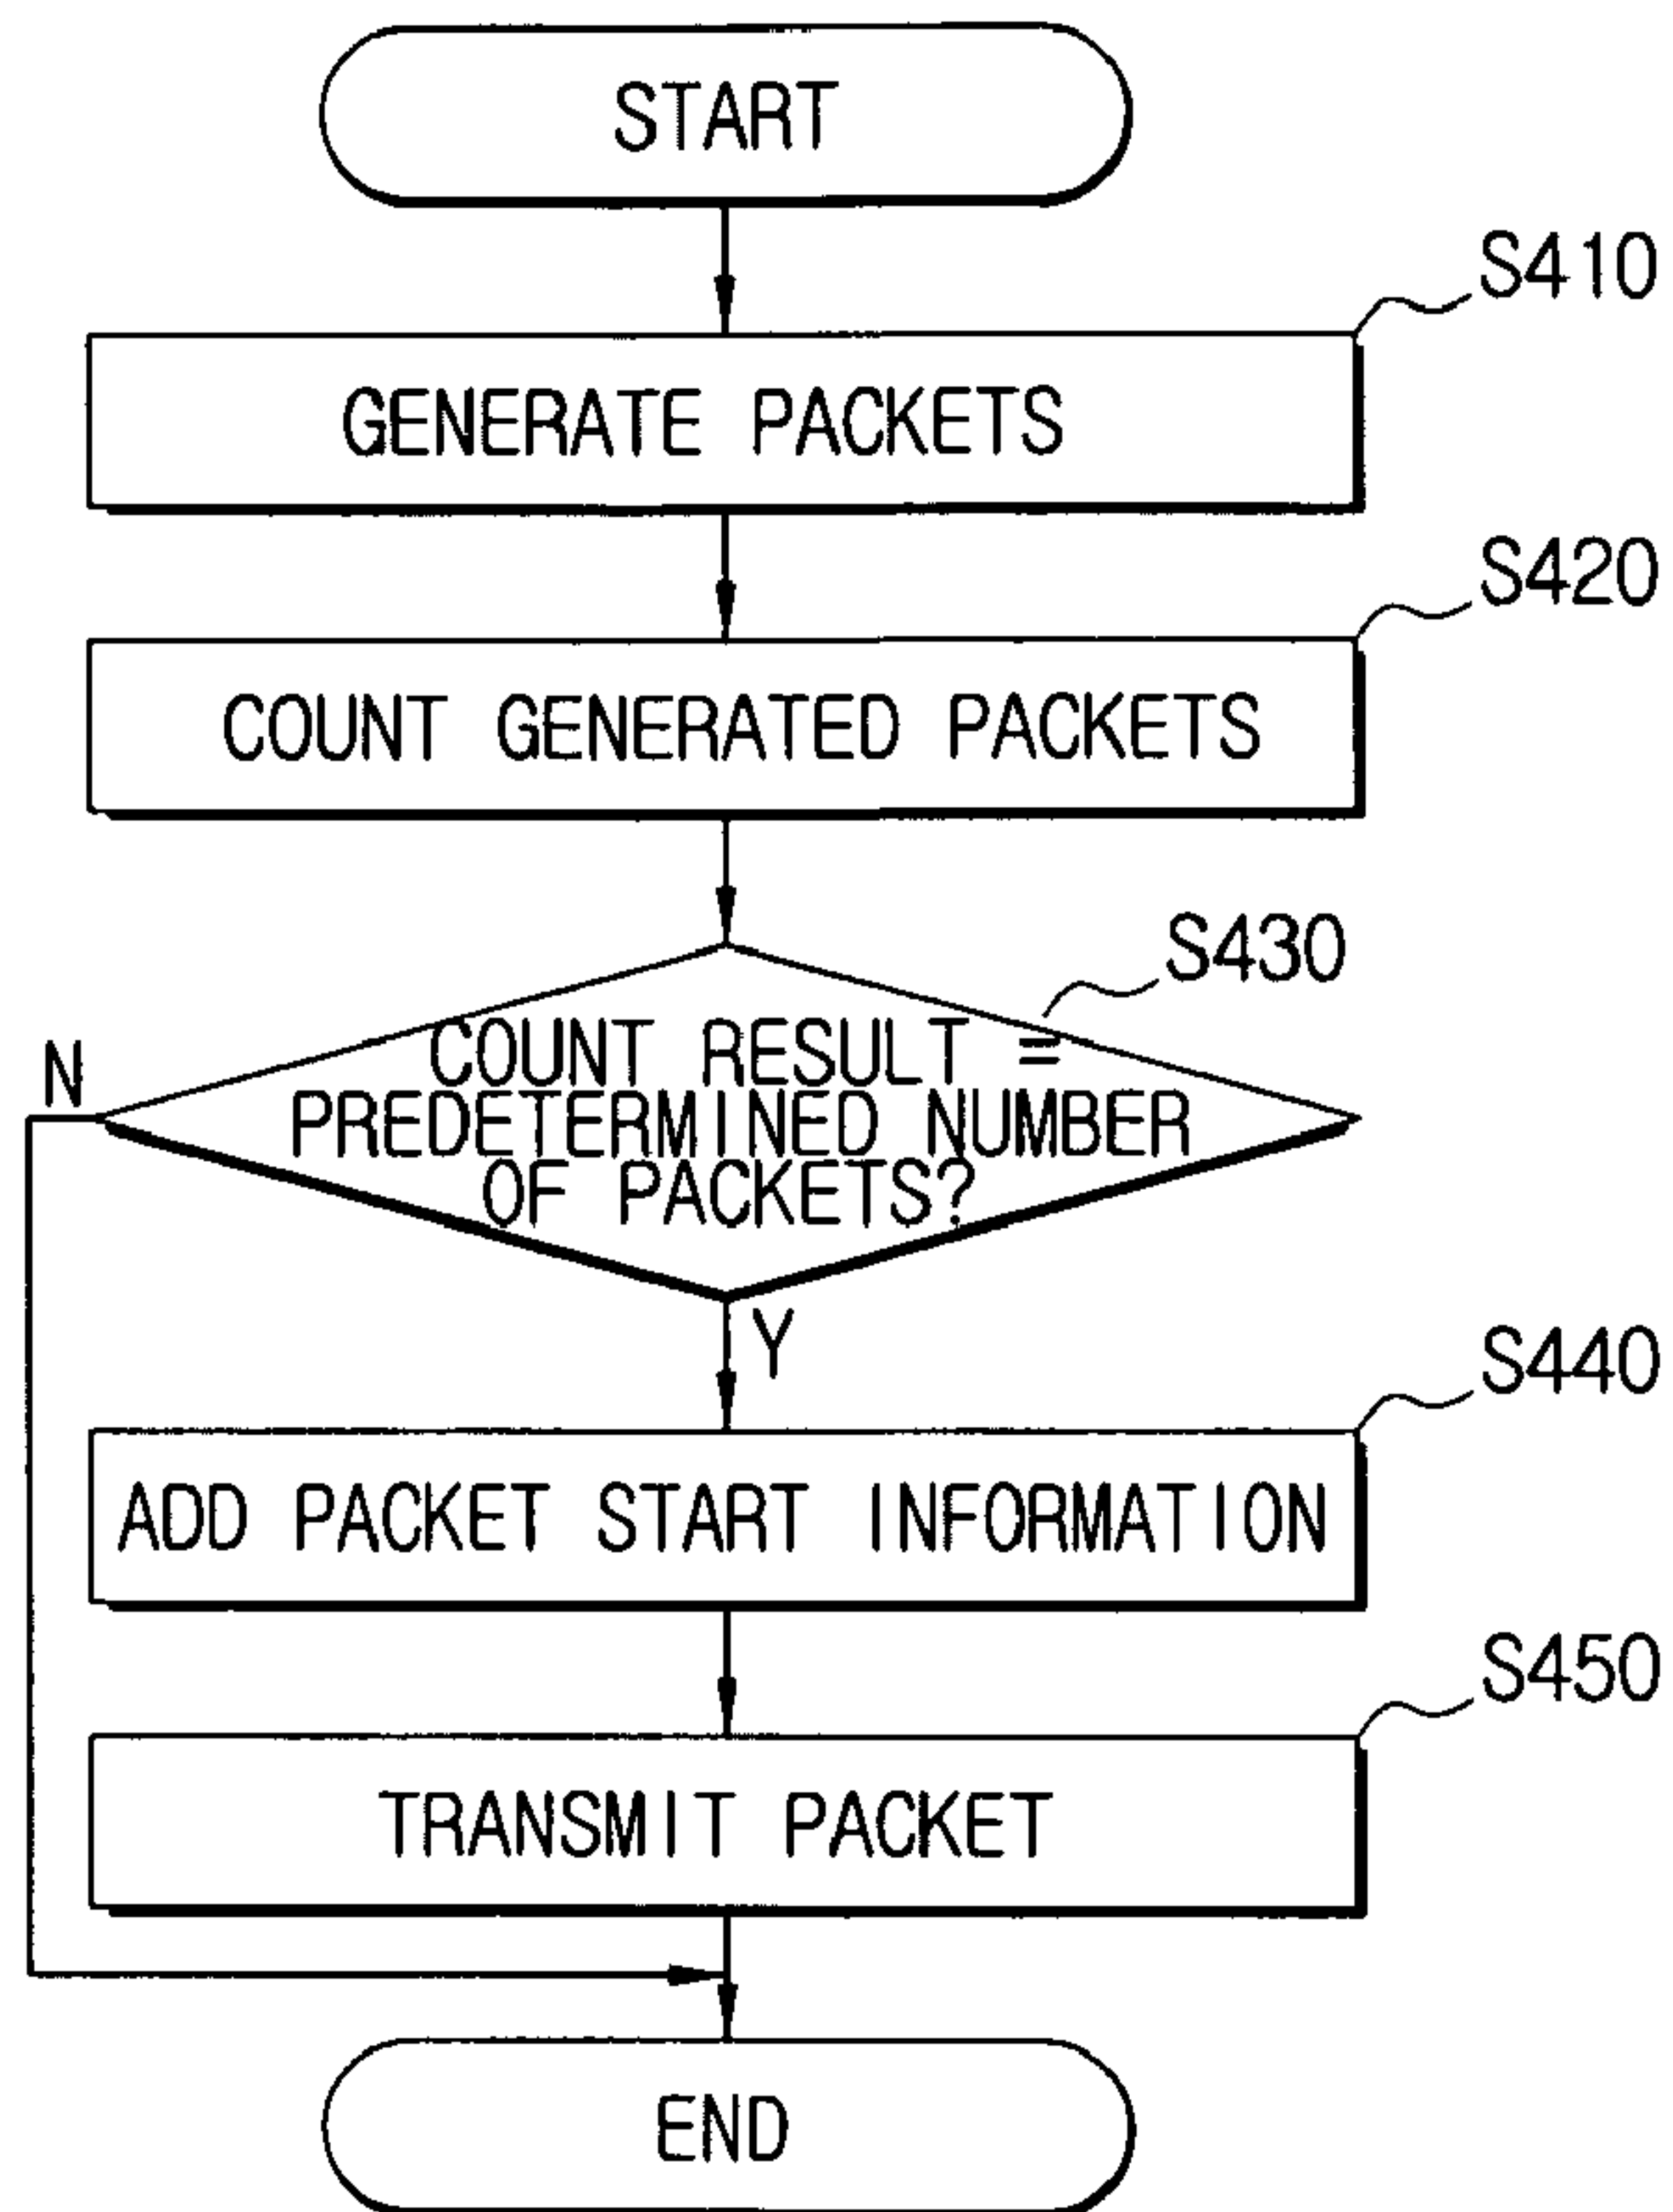 START
S410
GENERATE PACKETS
S420
COUNT GENERATED PACKETS
S430
COUNT RESULT =
PREDETERMINED NUMBER
OF PACKETS?
N
Y
S440
ADD PACKET START INFORMATION
S450
TRANSMIT PACKET
END